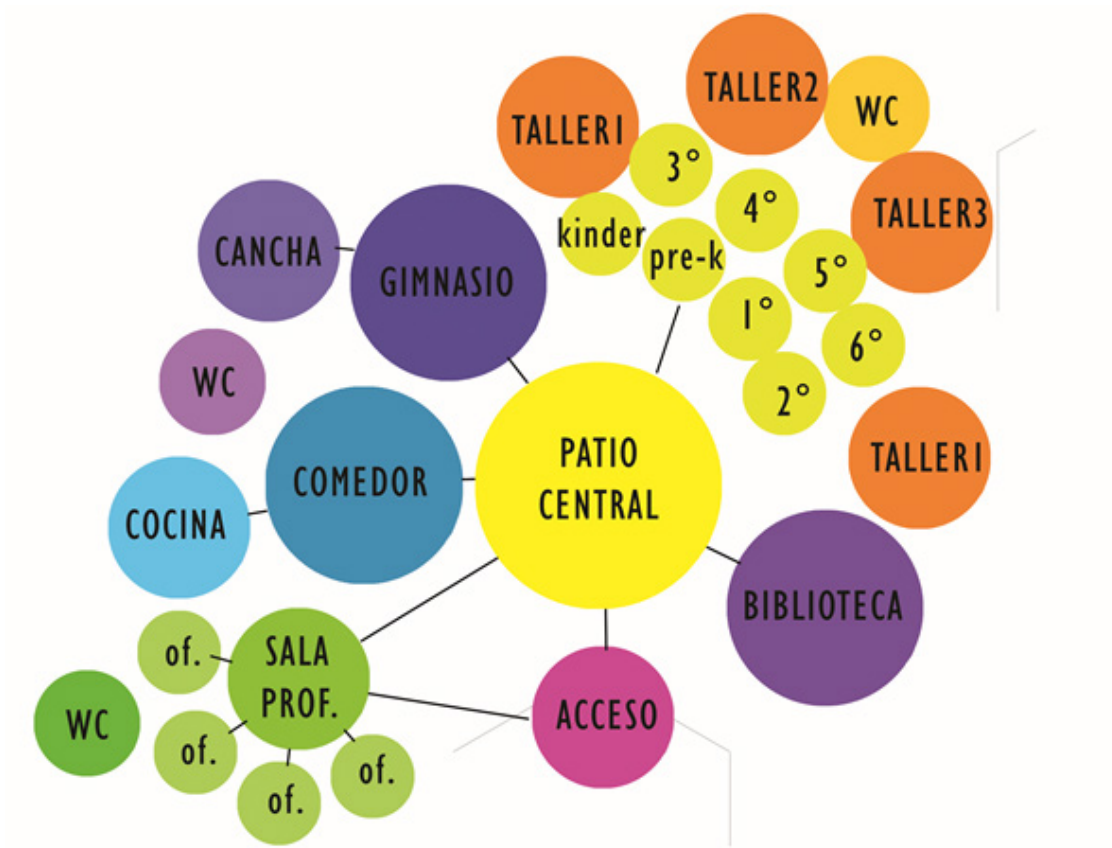 TALLER2
WC
TALLER1
3°
TALLER3
4°
kinder
pre-k
CANCHA
GIMNASIO
5°
1°
6°
WC
2°
PATIO
CENTRAL
TALLER1
COMEDOR
COCINA
BIBLIOTECA
of.
SALA
PROF.
ACCESO
WC
of.
of.
of.